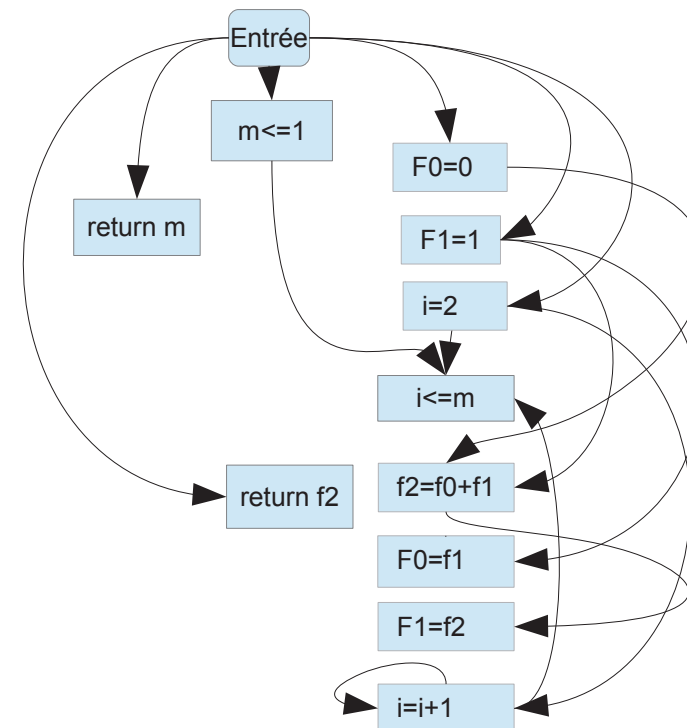 Entrée
m<=1
F0=0
return m
F1=1
i=2
i<=m
return f2
f2=f0+f1
F0=f1
F1=f2
i=i+1